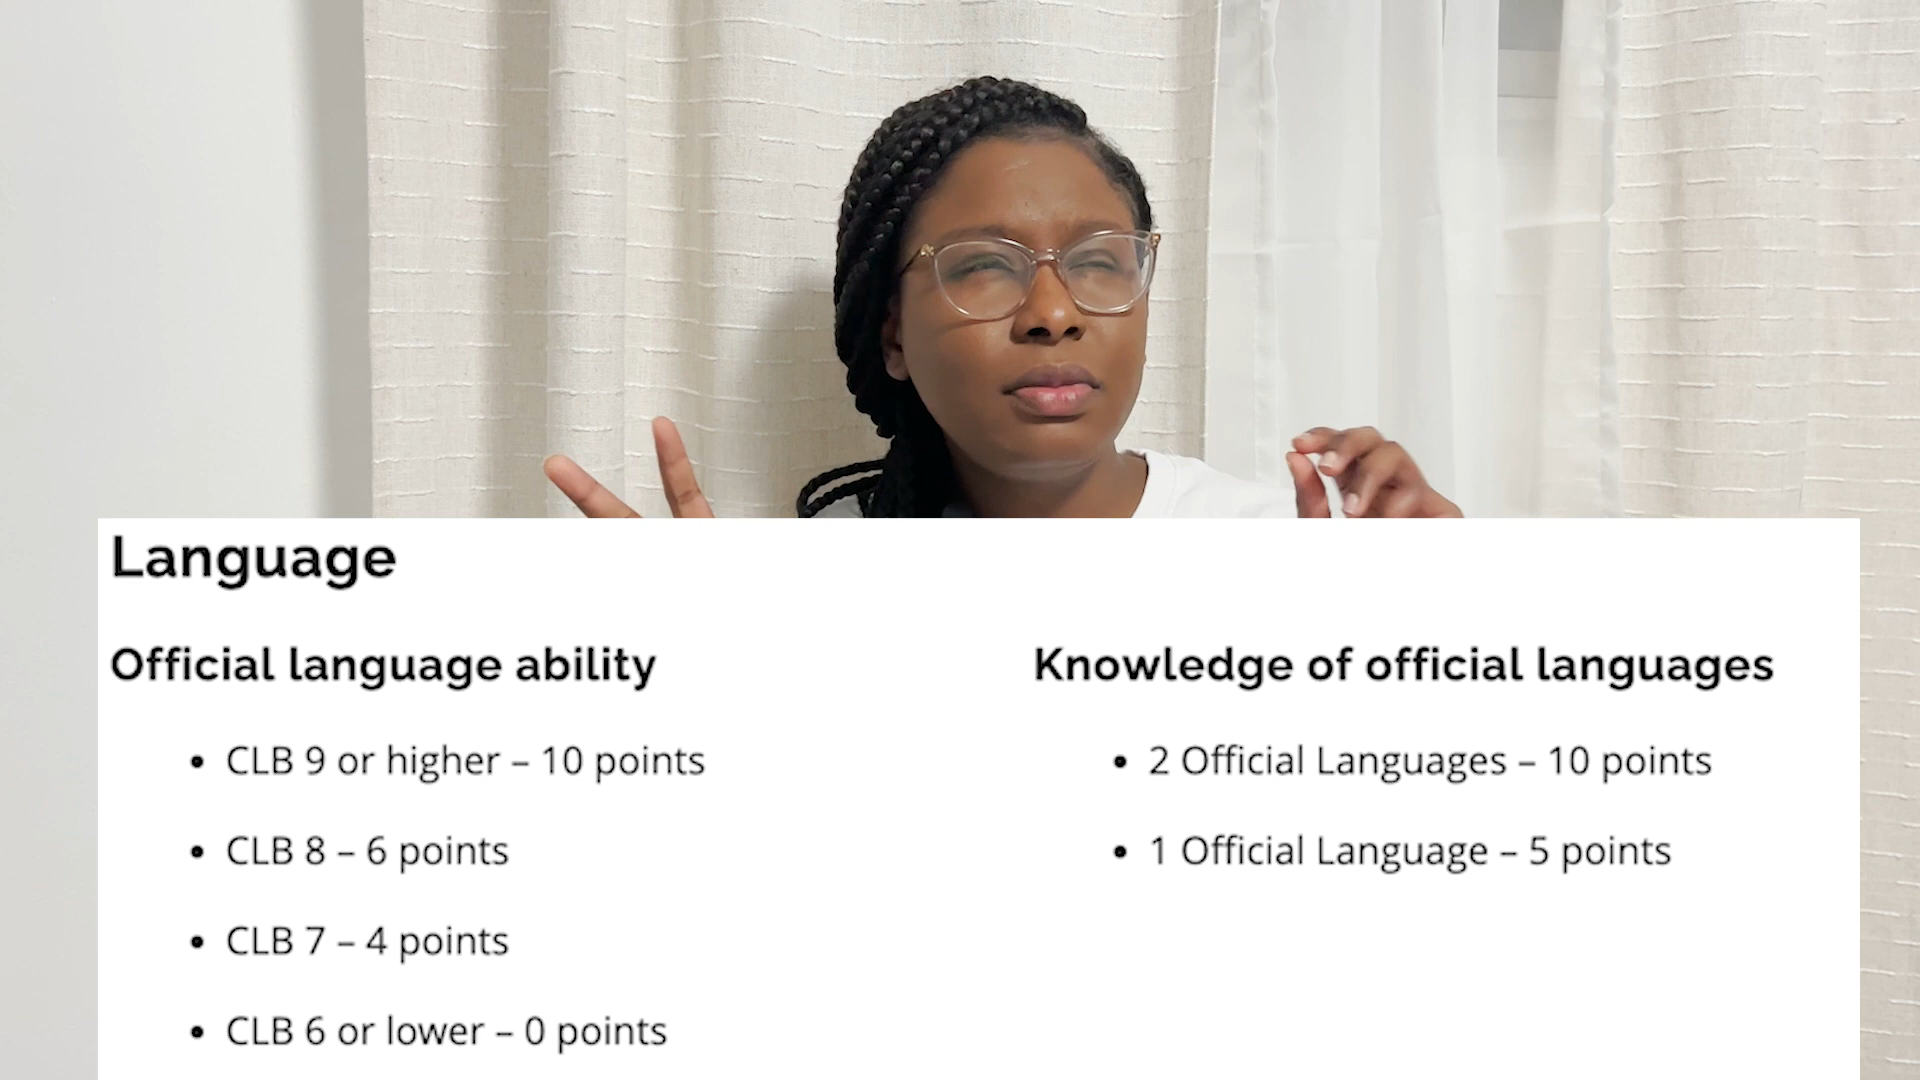 Language
Official language ability
• CLB 9 or higher – 10 points
• CLB 8 – 6 points
• CLB 7 – 4 points
• CLB 6 or lower – 0 points
Knowledge of official languages
• 2 Official Languages – 10 points
• 1 Official Language – 5 points